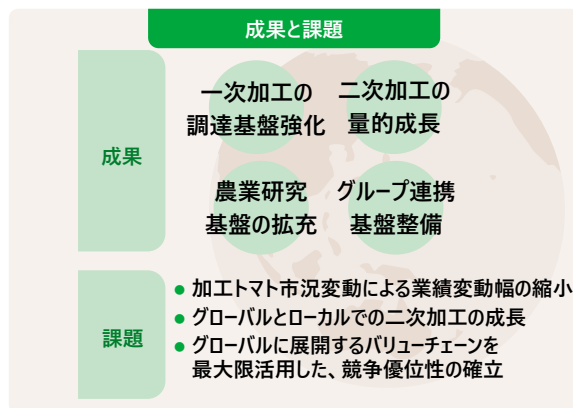 成果と課題
成果
一次加工の
調達基盤強化
二次加工の
量的成長
農業研究
基盤の拡充
グループ連携
基盤整備
課題
● 加工トマト市況変動による業績変動幅の縮小
● グローバルとローカルでの二次加工の成長
● グローバルに展開するバリューチェーンを
最大限活用した、競争優位性の確立